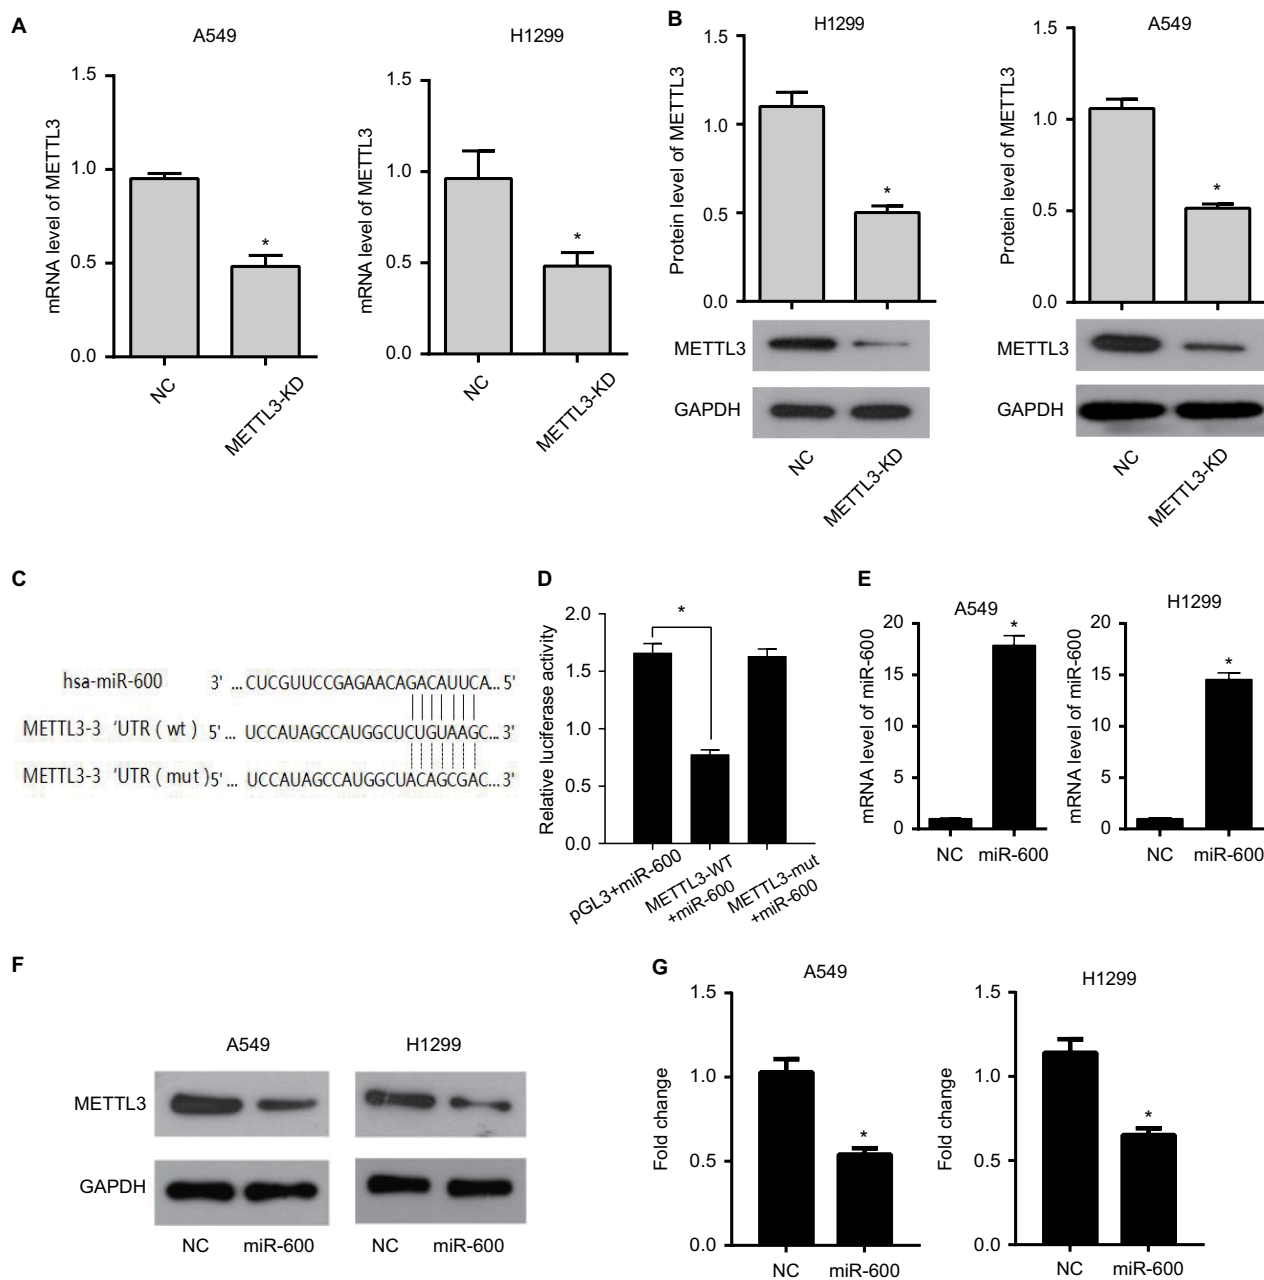 A
A549
mRNA level of METTL3
1.5
1.0
0.5
0.0
*
NC
METTL3-KD
H1299
mRNA level of METTL3
1.5
1.0
0.5
0.0
*
NC
METTL3-KD
B
H1299
Protein level of METTL3
1.5
1.0
0.5
0.0
*
METTL3
GAPDH
NC
METTL3-KD
A549
Protein level of METTL3
1.5
1.0
0.5
0.0
*
METTL3
GAPDH
NC
METTL3-KD
C
hsa-miR-600 3' ... CUCGUUCCGAGAACAGACAUUCA... 5'
METTL3-3 'UTR ( wt ) 5' ... UCCAUAGCCAUGGCUCUGUAAGC... 3'
METTL3-3 'UTR ( mut ) 5' ... UCCAUAGCCAUGGCUACAGCGAC... 3'
D
Relative luciferase activity
2.0
1.5
1.0
0.5
0.0
*
pGL3+miR-600
METTL3-WT
+miR-600
METTL3-mut
+miR-600
E
A549
mRNA level of miR-600
20
15
10
5
0
*
NC miR-600
H1299
mRNA level of miR-600
20
15
10
5
0
*
NC miR-600
F
A549 H1299
METTL3
GAPDH
NC miR-600 NC miR-600
G
A549
Fold change
1.5
1.0
0.5
0.0
*
NC miR-600
H1299
Fold change
1.5
1.0
0.5
0.0
*
NC miR-600